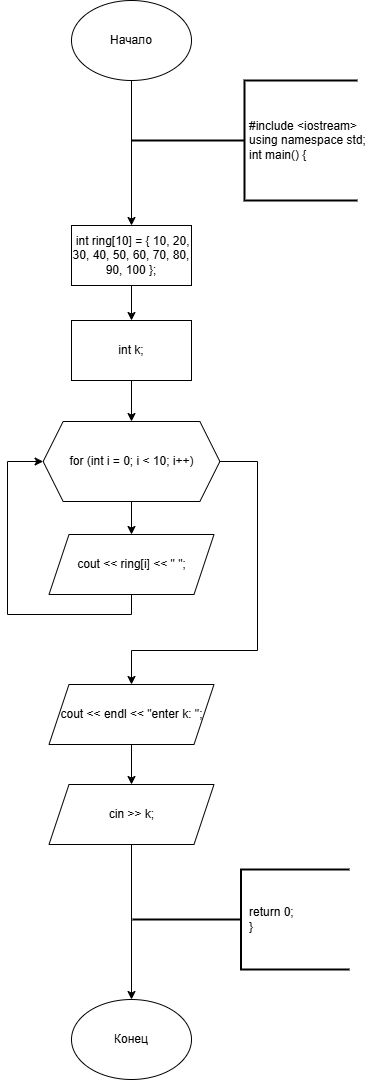 Начало
#include <iostream>
using namespace std;
int main() {
int ring[10] = { 10, 20,
30, 40, 50, 60, 70, 80,
90, 100 };
int k;
for (int i = 0; i < 10; i++)
cout << ring[i] << " ";
cout << endl << "enter k: ";
cin >> k;
return 0;
}
Конец